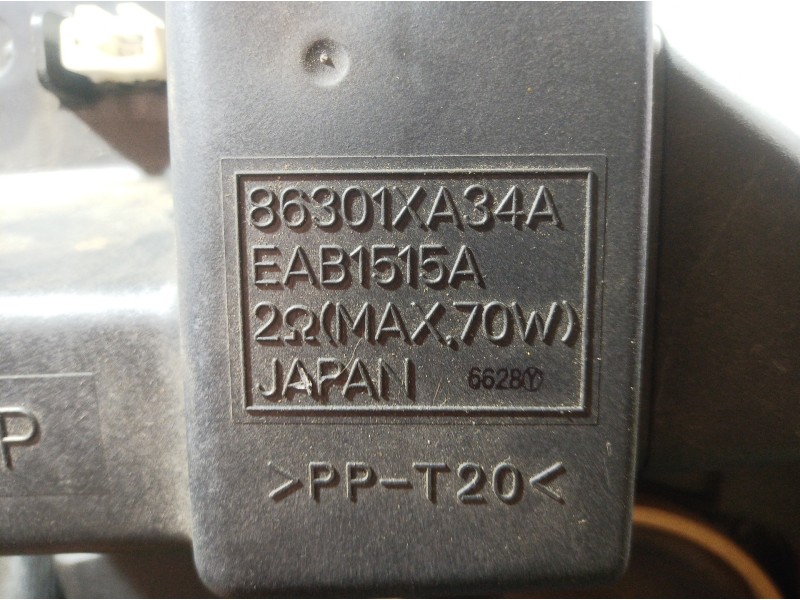 86301XA34A
EAB1515A
2Ω(MAX.70W)
JAPAN 6628Ⓨ
P
>PP-T20<